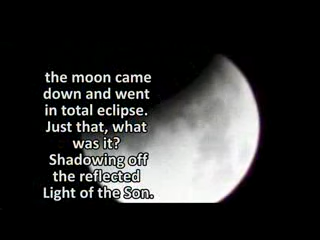 the moon came
down and went
in total eclipse.
Just that, what
was it?
Shadowing off
the reflected
Light of the Son.